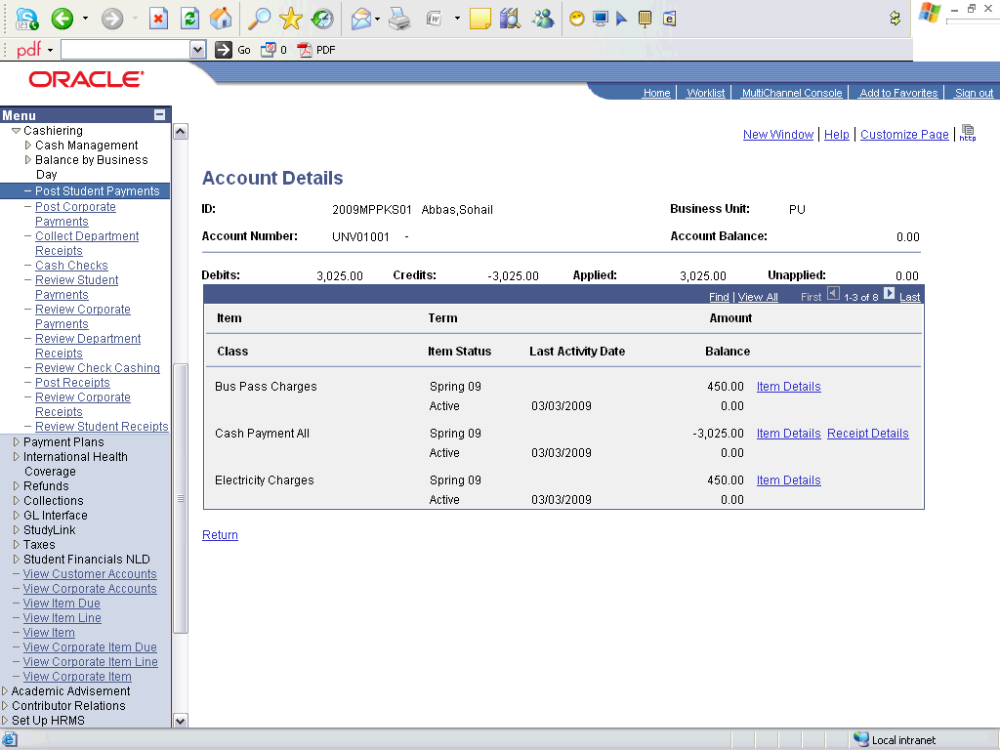 pdf
Go
0
PDF
ORACLE
Home
Worklist
MultiChannel Console
Add to Favorites
Sign out
Menu
New Window | Help | Customize Page | http
Cashiering
Cash Management
Balance by Business
Day
Post Student Payments
Post Corporate
Payments
Collect Department
Receipts
Cash Checks
Review Student
Payments
Review Corporate
Payments
Review Department
Receipts
Review Check Cashing
Post Receipts
Review Corporate
Receipts
Review Student Receipts
Payment Plans
International Health
Coverage
Refunds
Collections
GL Interface
StudyLink
Taxes
Student Financials NLD
View Customer Accounts
View Corporate Accounts
View Item Due
View Item Line
View Item
View Corporate Item Due
View Corporate Item Line
View Corporate Item
Academic Advisement
Contributor Relations
Set Up HRMS
Account Details
ID: 2009MPPKS01 Abbas,Sohail Business Unit: PU
Account Number: UNV01001 - Account Balance: 0.00
Debits: 3,025.00 Credits: -3,025.00 Applied: 3,025.00 Unapplied: 0.00
Find | View All First 1-3 of 8 Last
Item Term Amount
Class Item Status Last Activity Date Balance
Bus Pass Charges Spring 09 450.00 Item Details
Active 03/03/2009 0.00
Cash Payment All Spring 09 -3,025.00 Item Details Receipt Details
Active 03/03/2009 0.00
Electricity Charges Spring 09 450.00 Item Details
Active 03/03/2009 0.00
Return
Local intranet